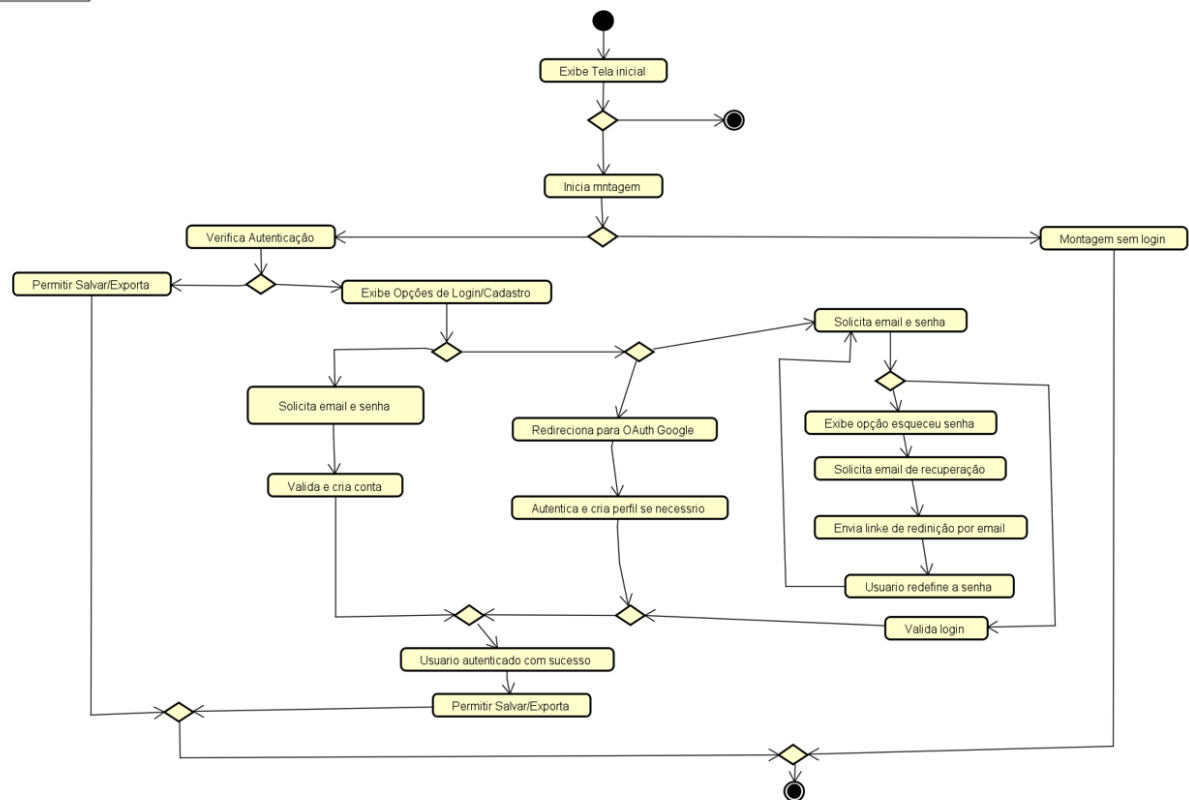 Exibe Tela inicial
Inicia mntagem
Verifica Autenticação
Montagem sem login
Permitir Salvar/Exporta
Exibe Opções de Login/Cadastro
Solicita email e senha
Solicita email e senha
Exibe opção esqueceu senha
Redireciona para OAuth Google
Solicita email de recuperação
Valida e cria conta
Autentica e cria perfil se necessrio
Envia linke de redinição por email
Usuario redefine a senha
Valida login
Usuario autenticado com sucesso
Permitir Salvar/Exporta